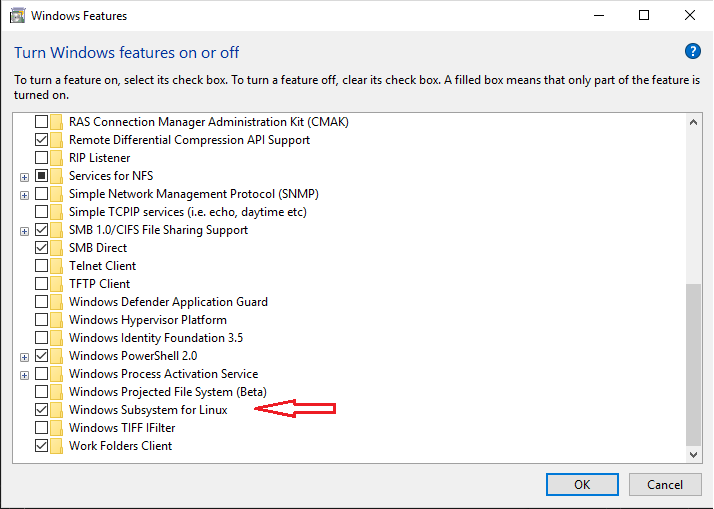 Windows Features
Turn Windows features on or off
?
To turn a feature on, select its check box. To turn a feature off, clear its check box. A filled box means that only part of the feature is
turned on.
RAS Connection Manager Administration Kit (CMAK)
Remote Differential Compression API Support
RIP Listener
Services for NFS
Simple Network Management Protocol (SNMP)
Simple TCPIP services (i.e. echo, daytime etc)
SMB 1.0/CIFS File Sharing Support
SMB Direct
Telnet Client
TFTP Client
Windows Defender Application Guard
Windows Hypervisor Platform
Windows Identity Foundation 3.5
Windows PowerShell 2.0
Windows Process Activation Service
Windows Projected File System (Beta)
Windows Subsystem for Linux
Windows TIFF IFilter
Work Folders Client
OK
Cancel